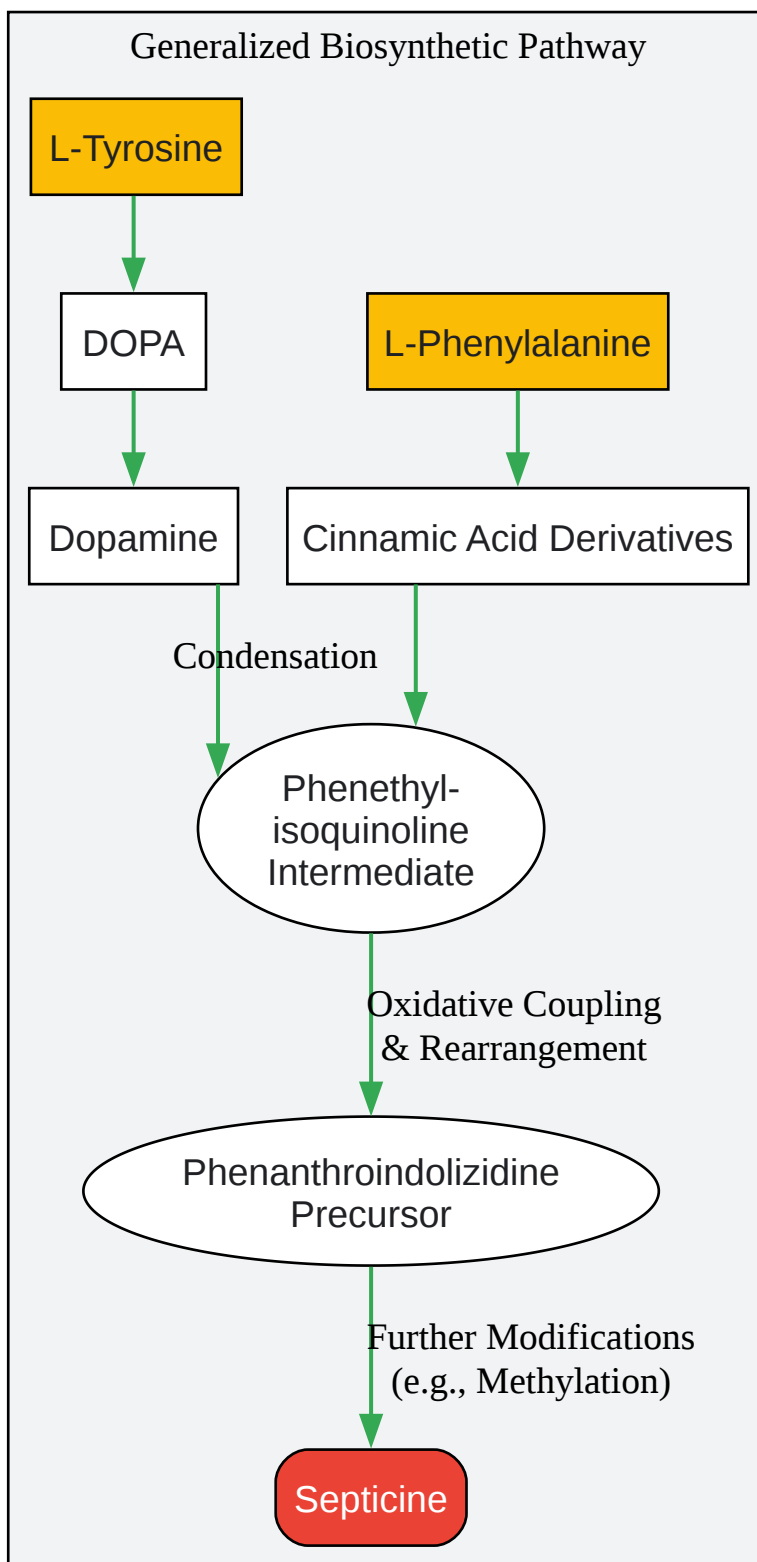 Generalized Biosynthetic Pathway
L-Tyrosine
DOPA
L-Phenylalanine
Dopamine
Cinnamic Acid Derivatives
Condensation
Phenethyl-
isoquinoline
Intermediate
Oxidative Coupling
& Rearrangement
Phenanthroindolizidine
Precursor
Further Modifications
(e.g., Methylation)
Septicine